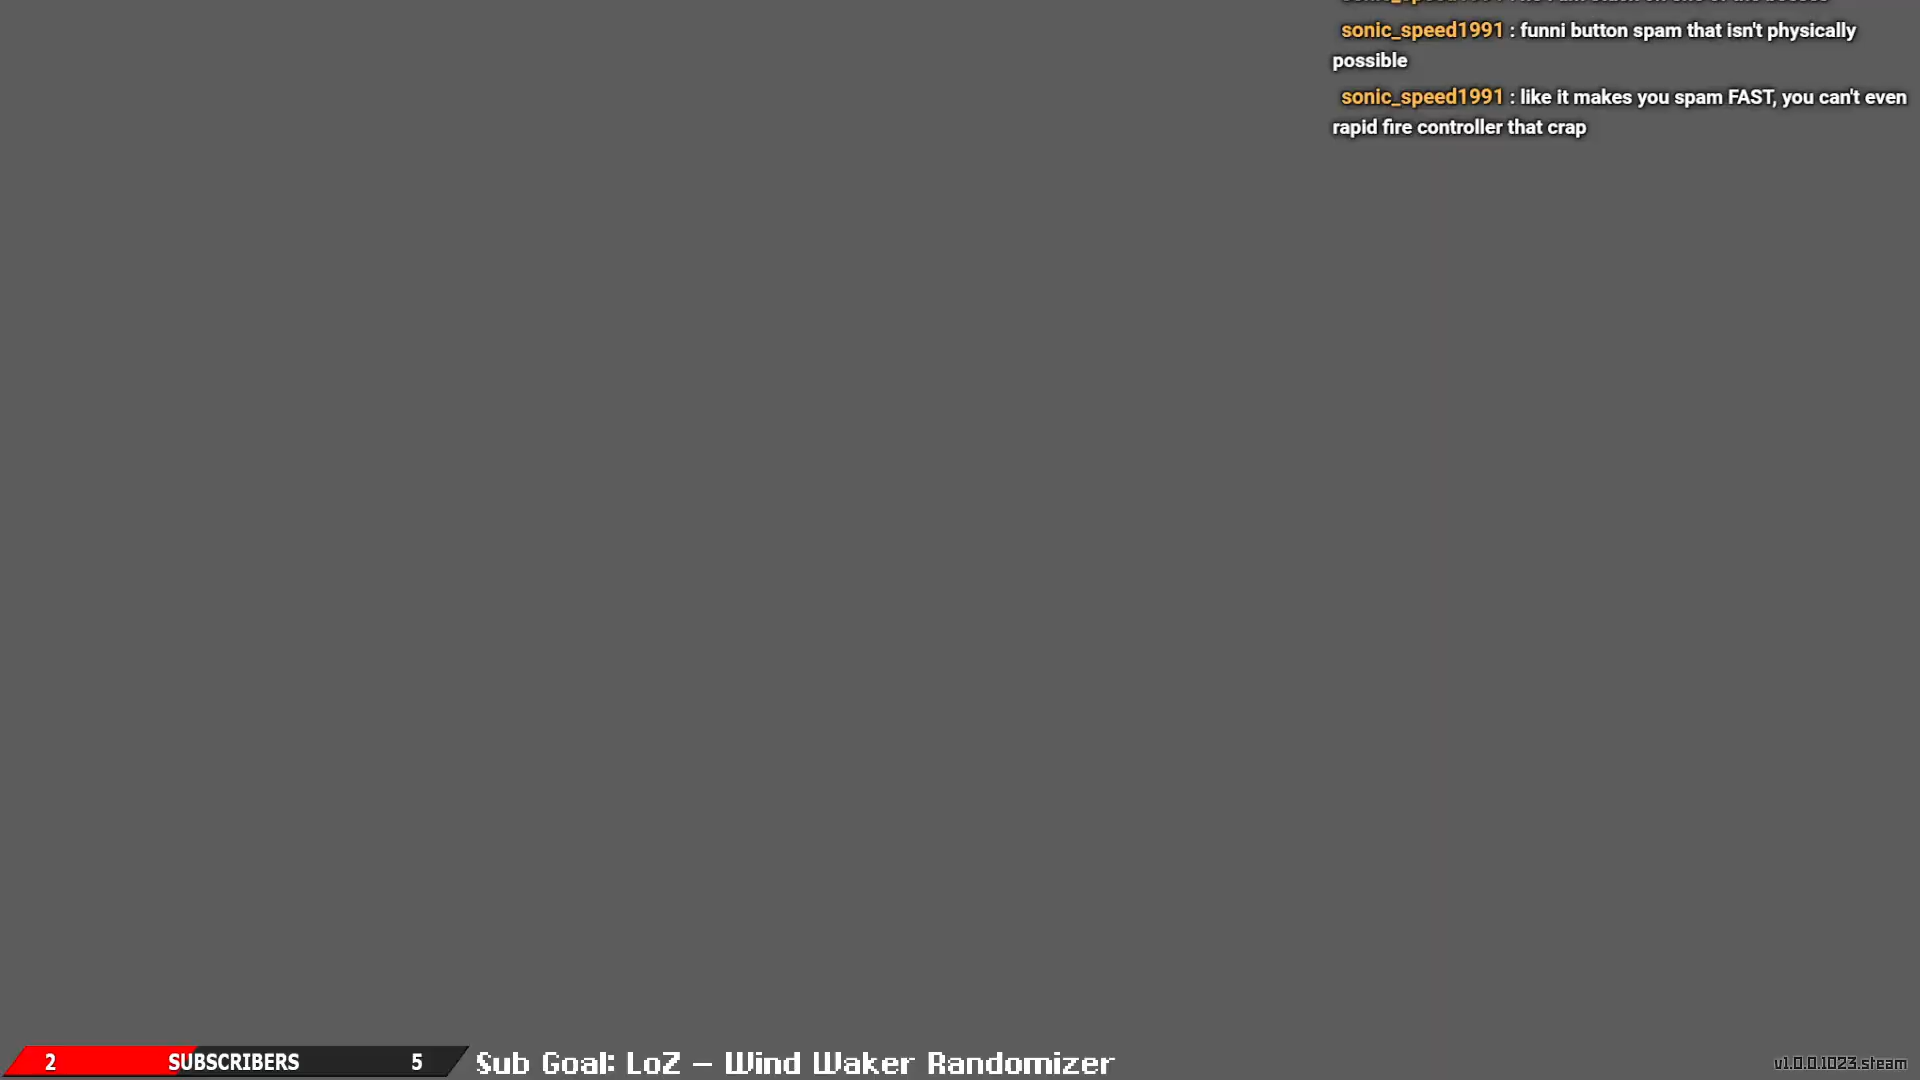 sonic_speed1991 : funni button spam that isn't physically
possible
sonic_speed1991 : like it makes you spam FAST, you can't even
rapid fire controller that crap
2 SUBSCRIBERS 5 Sub Goal: LoZ – Wind Waker Randomizer
v1.0.0.1023.steam